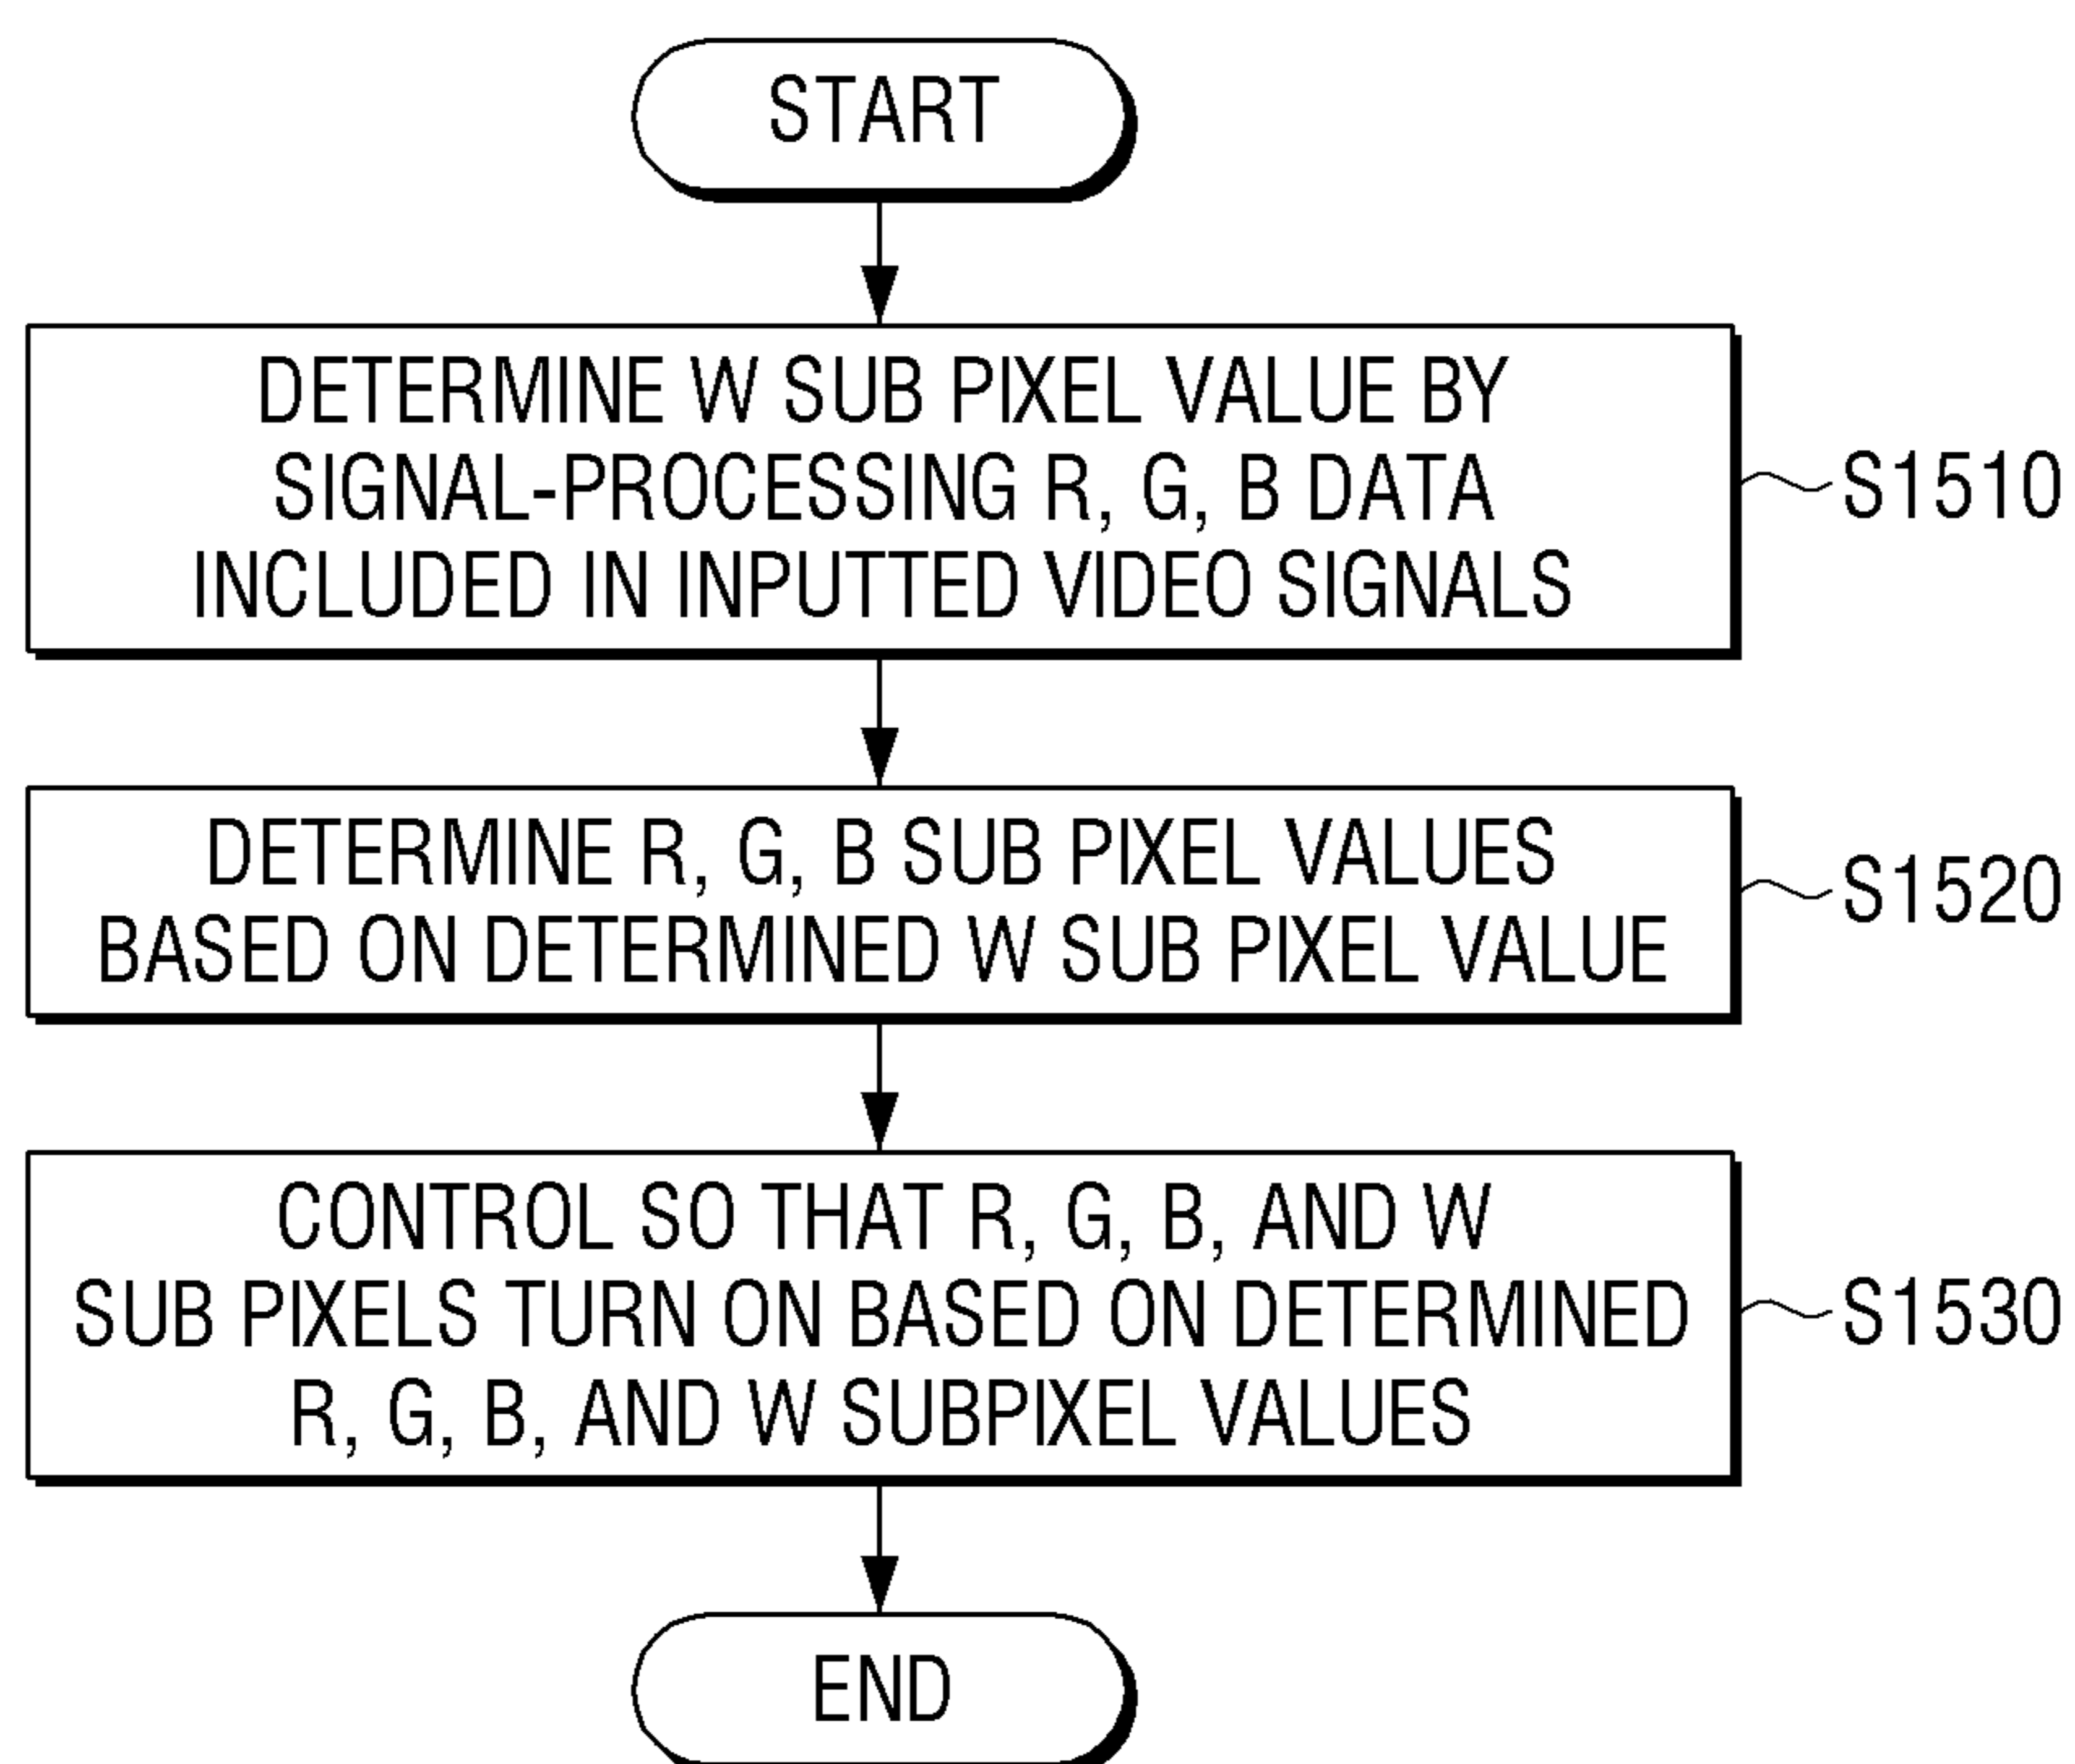 START
DETERMINE W SUB PIXEL VALUE BY
SIGNAL-PROCESSING R, G, B DATA
INCLUDED IN INPUTTED VIDEO SIGNALS
S1510
DETERMINE R, G, B SUB PIXEL VALUES
BASED ON DETERMINED W SUB PIXEL VALUE
S1520
CONTROL SO THAT R, G, B, AND W
SUB PIXELS TURN ON BASED ON DETERMINED
R, G, B, AND W SUBPIXEL VALUES
S1530
END